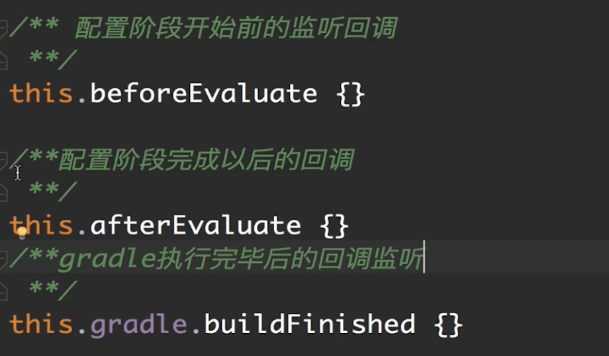 /** 配置阶段开始前的监听回调
**/
this.beforeEvaluate {}
/**配置阶段完成以后的回调
**/
this.afterEvaluate {}
/**gradle执行完毕后的回调监听
**/
this.gradle.buildFinished {}